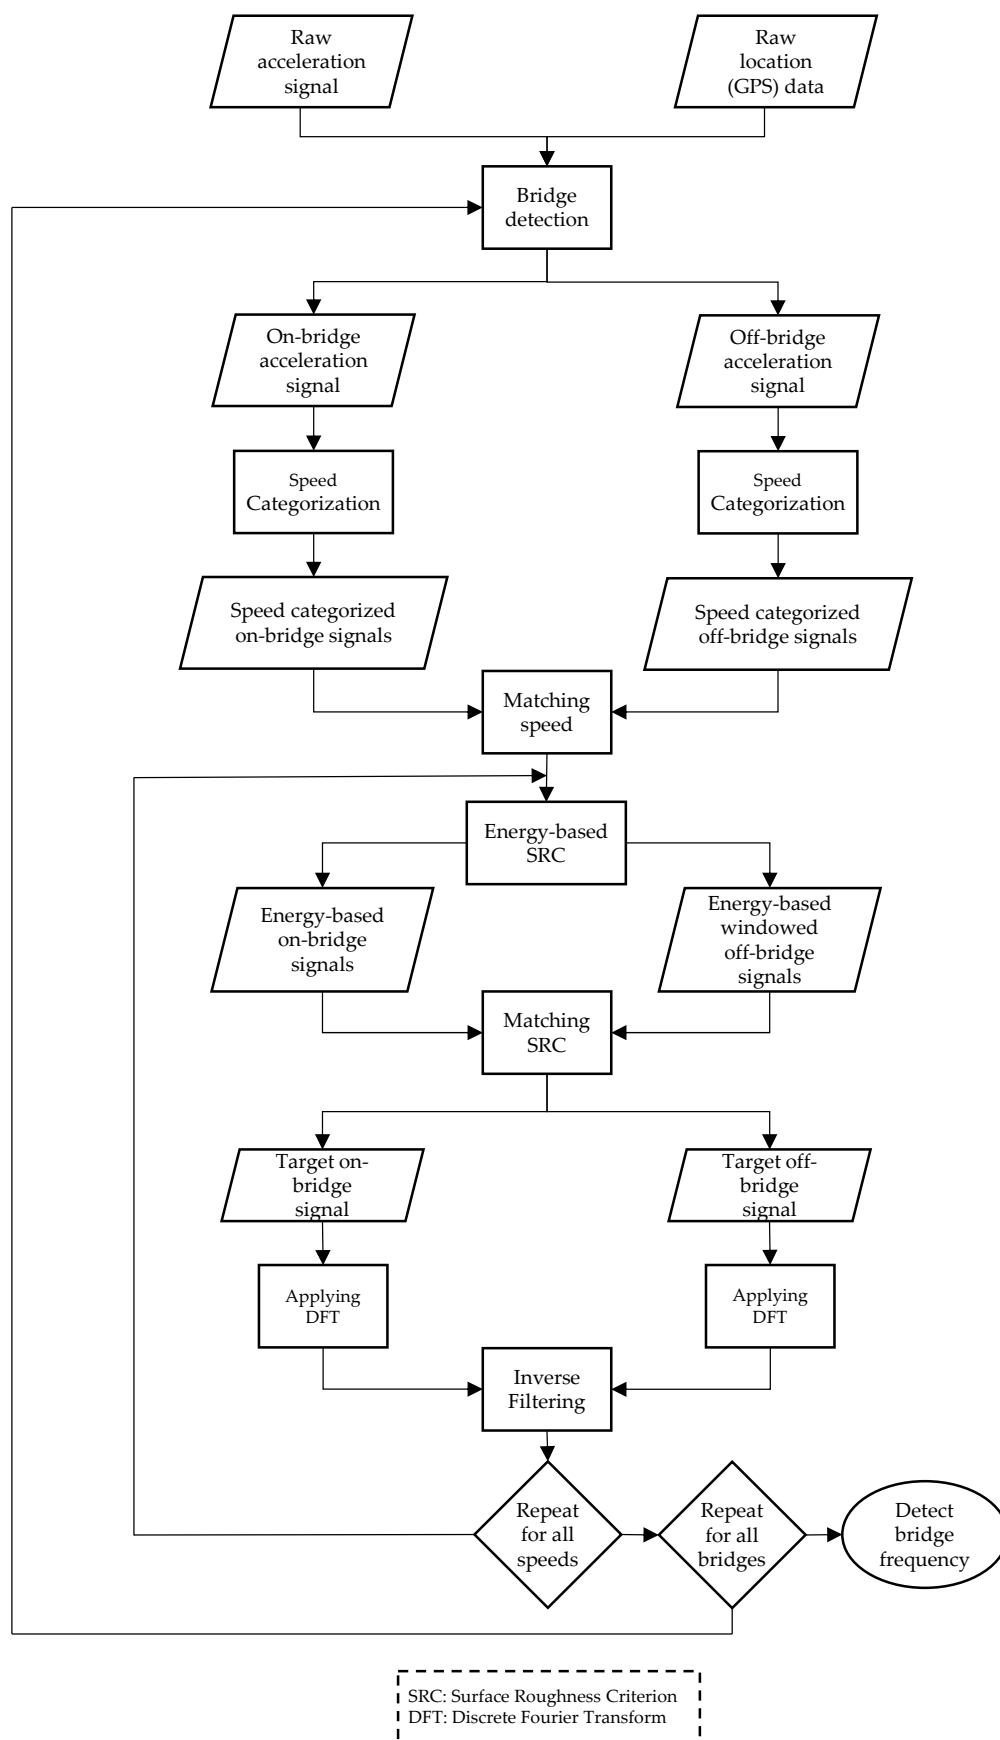 Raw
acceleration
signal
Raw
location
(GPS) data
Bridge
detection
On-bridge
acceleration
signal
Off-bridge
acceleration
signal
Speed
Categorization
Speed
Categorization
Speed categorized
on-bridge signals
Speed categorized
off-bridge signals
Matching
speed
Energy-based
SRC
Energy-based
on-bridge
signals
Energy-based
windowed
off-bridge
signals
Matching
SRC
Target on-
bridge
signal
Target off-
bridge
signal
Applying
DFT
Applying
DFT
Inverse
Filtering
Repeat
for all
speeds
Repeat
for all
bridges
Detect
bridge
frequency
SRC: Surface Roughness Criterion
DFT: Discrete Fourier Transform